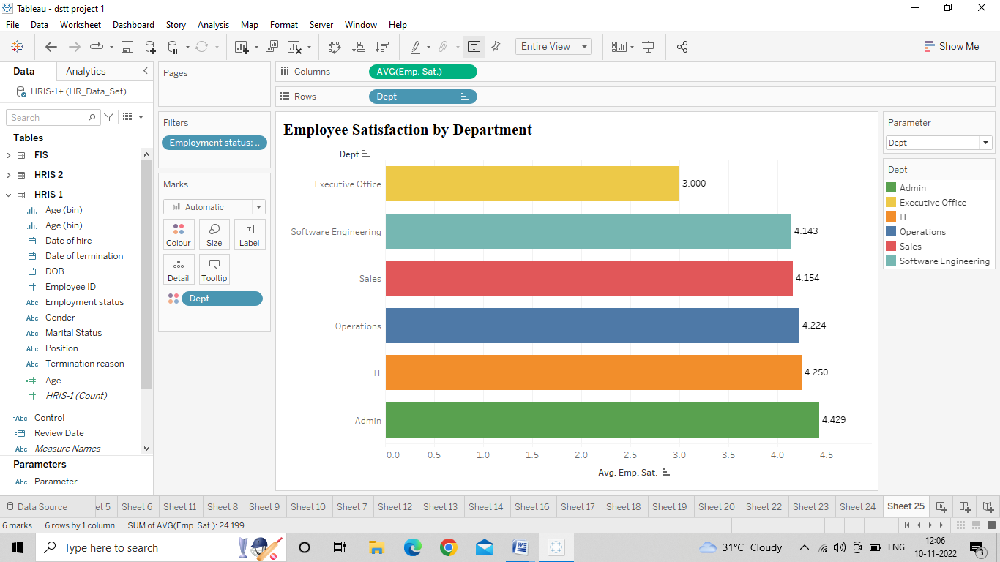 Tableau - dstt project 1
File Data Worksheet Dashboard Story Analysis Map Format Server Window Help
Entire View
Show Me
Data Analytics
HRIS-1+ (HR_Data_Set)
Search
Tables
FIS
HRIS 2
HRIS-1
Age (bin)
Age (bin)
Date of hire
Date of termination
DOB
Employee ID
Abc Employment status
Abc Gender
Abc Marital Status
Abc Position
Abc Termination reason
Age
HRIS-1 (Count)
Abc Control
Review Date
Abc Measure Names
Parameters
Abc Parameter
Pages
Filters
Employment status: ..
Marks
Automatic
Colour Size Label
Detail Tooltip
Dept
Columns AVG(Emp. Sat.)
Rows Dept
Employee Satisfaction by Department
Dept
Executive Office 3.000
Software Engineering 4.143
Sales 4.154
Operations 4.224
IT 4.250
Admin 4.429
0.0 0.5 1.0 1.5 2.0 2.5 3.0 3.5 4.0 4.5
Avg. Emp. Sat.
Parameter
Dept
Dept
Admin
Executive Office
IT
Operations
Sales
Software Engineering
Data Source et 5 Sheet 6 Sheet 11 Sheet 8 Sheet 9 Sheet 10 Sheet 7 Sheet 12 Sheet 13 Sheet 14 Sheet 16 Sheet 17 Sheet 18 Sheet 19 Sheet 20 Sheet 22 Sheet 23 Sheet 24 Sheet 25
6 marks 6 rows by 1 column SUM of AVG(Emp. Sat.): 24.199
Type here to search
31°C Cloudy
ENG
12:06
10-11-2022
3